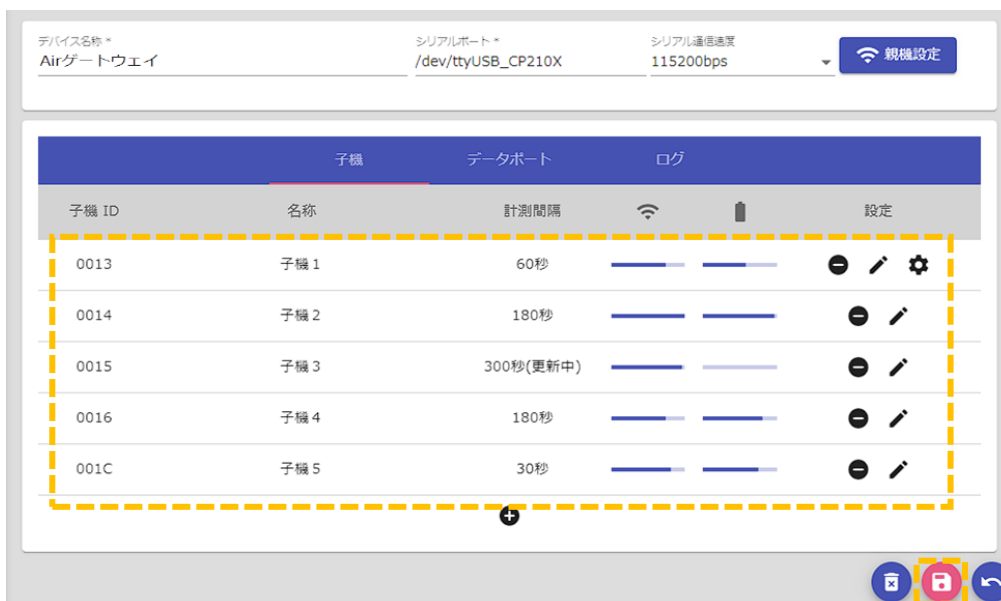 デバイス名称 * シリアルポート * シリアル通信速度
Airゲートウェイ /dev/ttyUSB_CP210X 115200bps 親機設定
子機 データポート ログ
子機 ID 名称 計測間隔 設定
0013 子機 1 60秒
0014 子機 2 180秒
0015 子機 3 300秒(更新中)
0016 子機 4 180秒
001C 子機 5 30秒